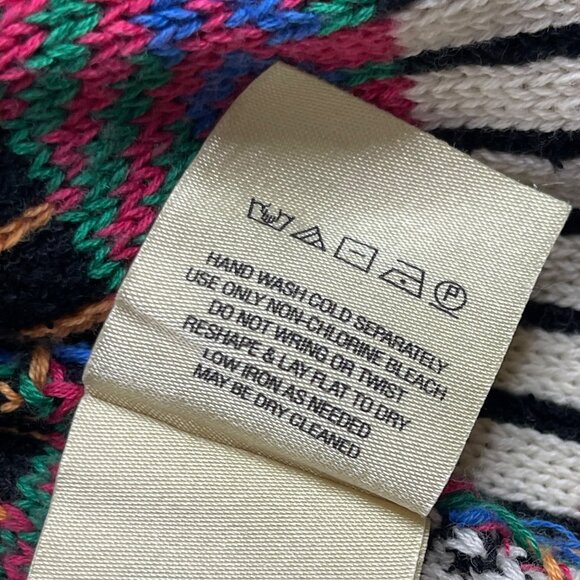 P
HAND WASH COLD SEPARATELY
USE ONLY NON-CHLORINE BLEACH
DO NOT WRING OR TWIST
RESHAPE & LAY FLAT TO DRY
LOW IRON AS NEEDED
MAY BE DRY CLEANED